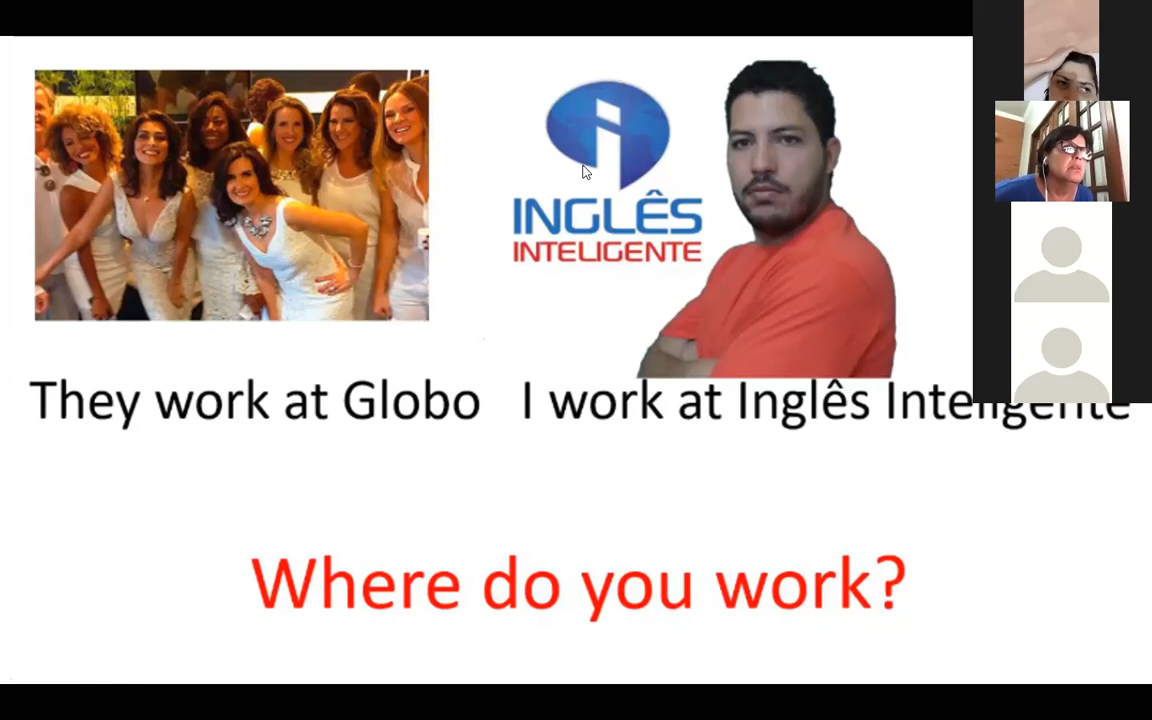 INGLÊS
INTELIGENTE
They work at Globo
I work at Inglês Inteligente
Where do you work?